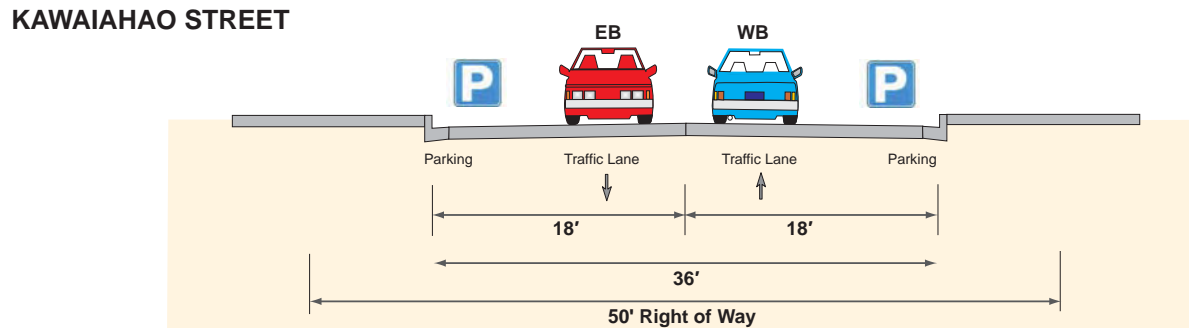 KAWAIAHAO STREET
EB WB
P P
Parking Traffic Lane Traffic Lane Parking
18′ 18′
36′
50' Right of Way